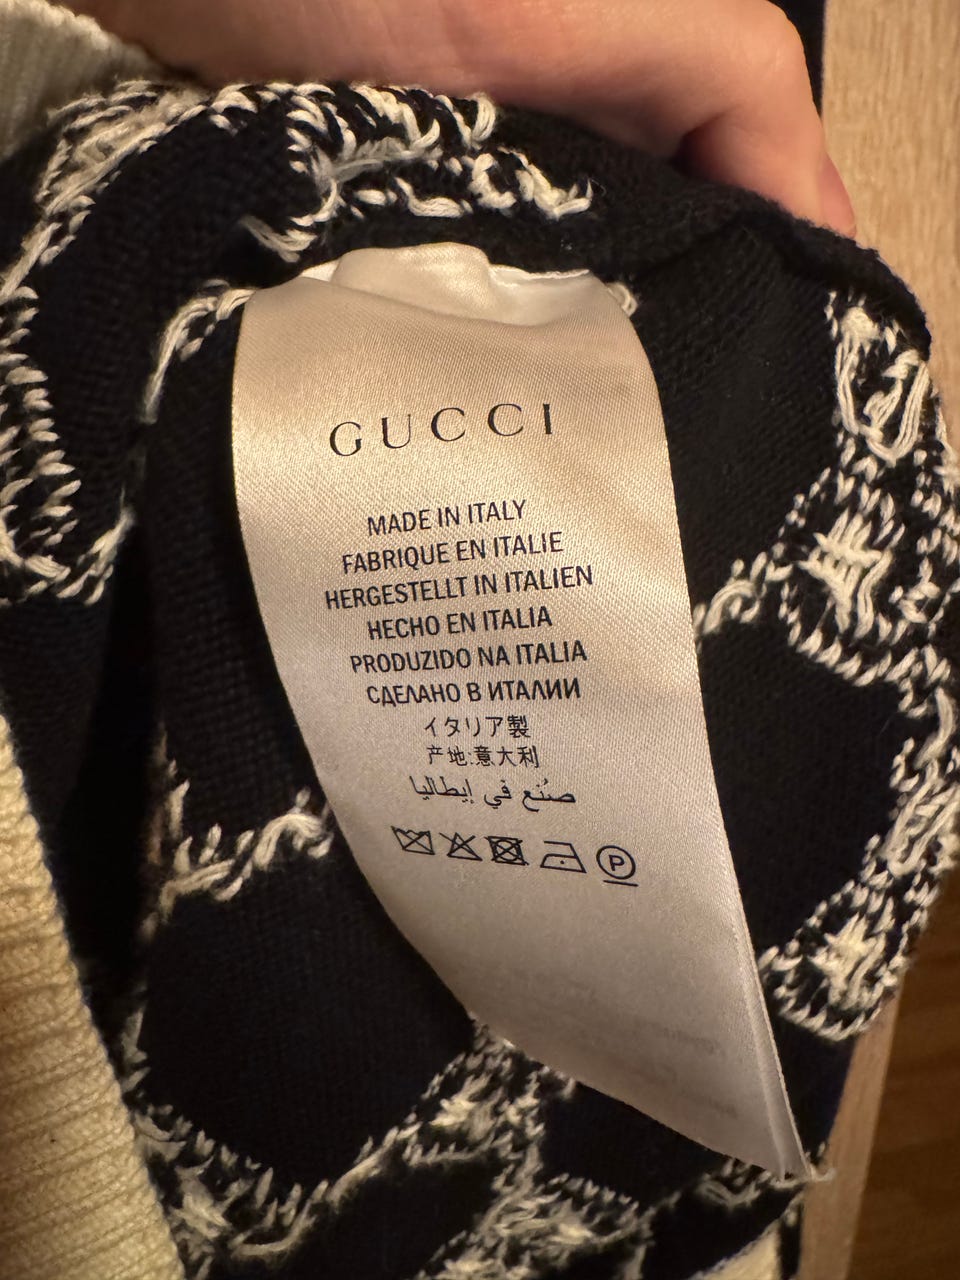 GUCCI
MADE IN ITALY
FABRIQUE EN ITALIE
HERGESTELLT IN ITALIEN
HECHO EN ITALIA
PRODUZIDO NA ITALIA
СДЕЛАНО В ИТАЛИИ
イタリア製
产地:意大利
صُنع في إيطاليا
P